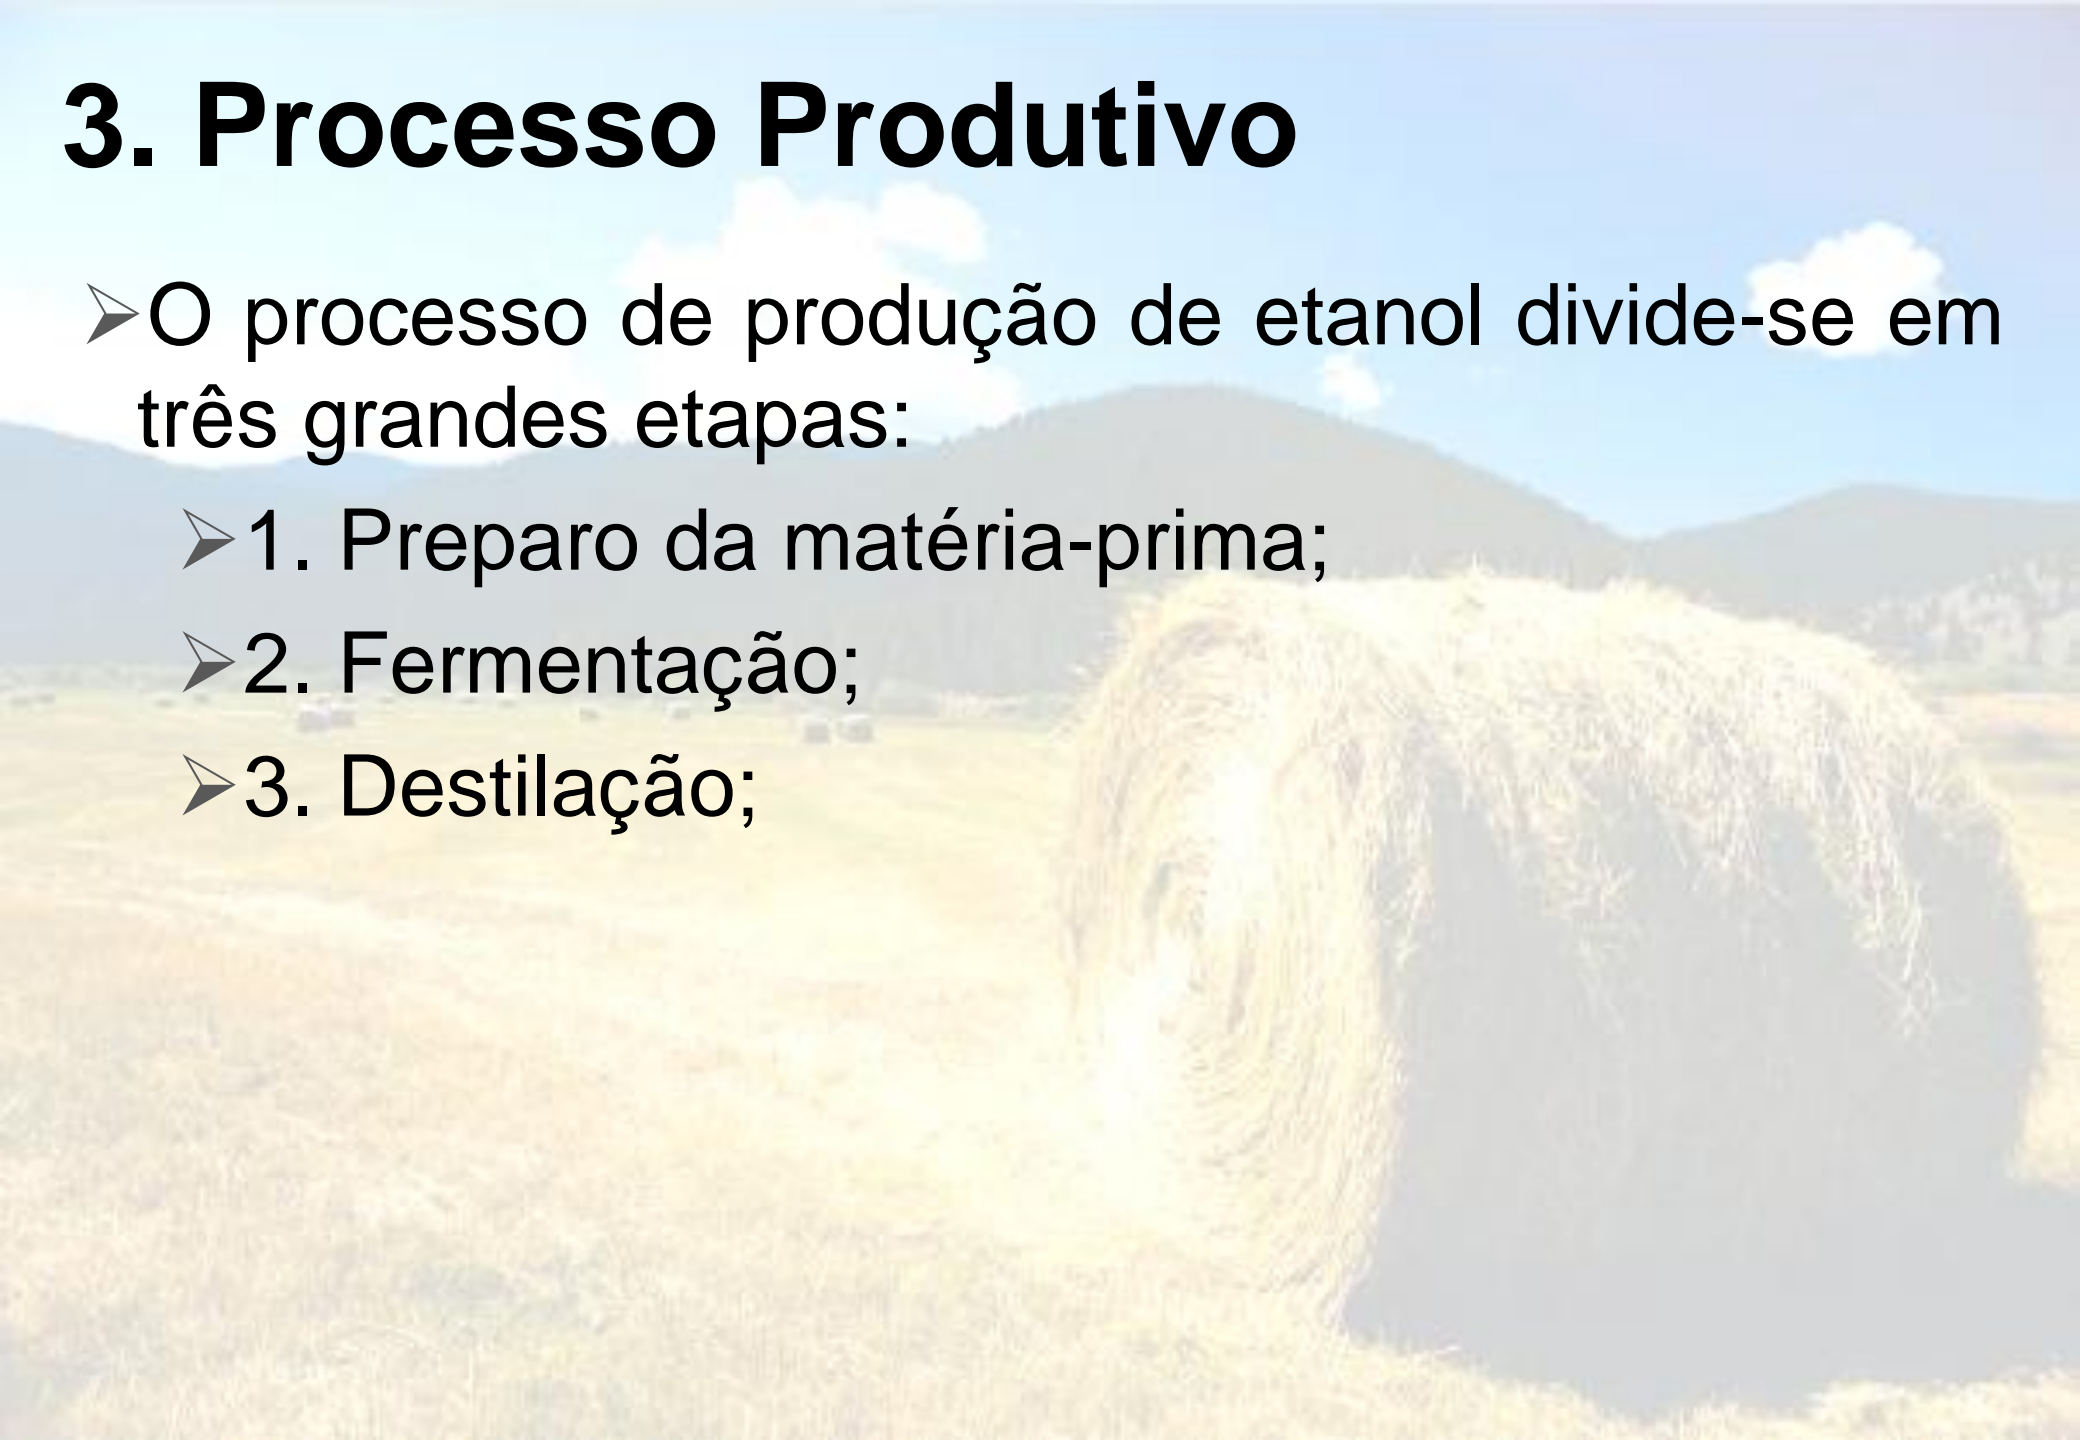 3. Processo Produtivo
➢O processo de produção de etanol divide-se em
três grandes etapas:
➢1. Preparo da matéria-prima;
➢2. Fermentação;
➢3. Destilação;